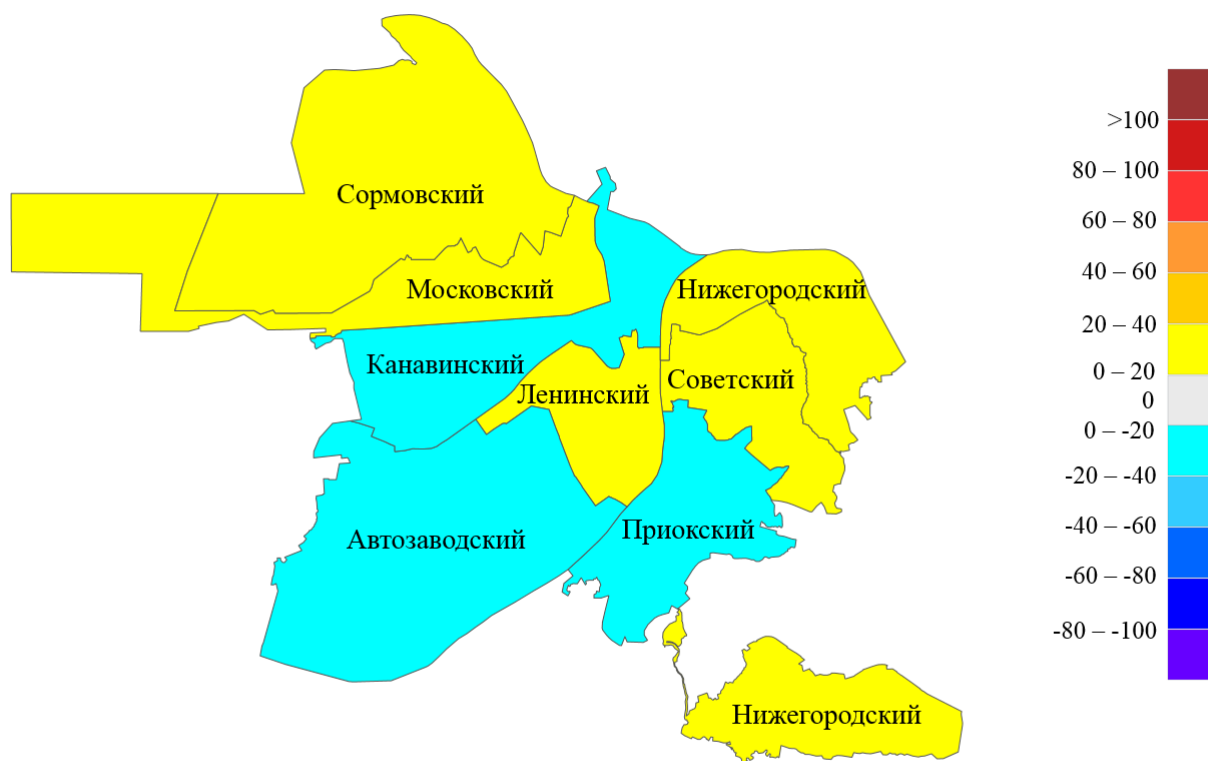 Сормовский
Московский
Нижегородский
Канавинский
Ленинский
Советский
Автозаводский
Приокский
Нижегородский
>100
80 – 100
60 – 80
40 – 60
20 – 40
0 – 20
0
0 – -20
-20 – -40
-40 – -60
-60 – -80
-80 – -100